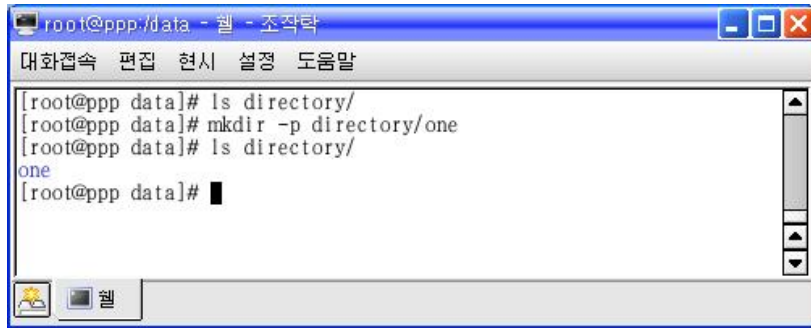 root@ppp:/data - 웰 - 조작탁
대화접속 편집 현시 설정 도움말
[root@ppp data]# ls directory/
[root@ppp data]# mkdir -p directory/one
[root@ppp data]# ls directory/
one
[root@ppp data]#
웰